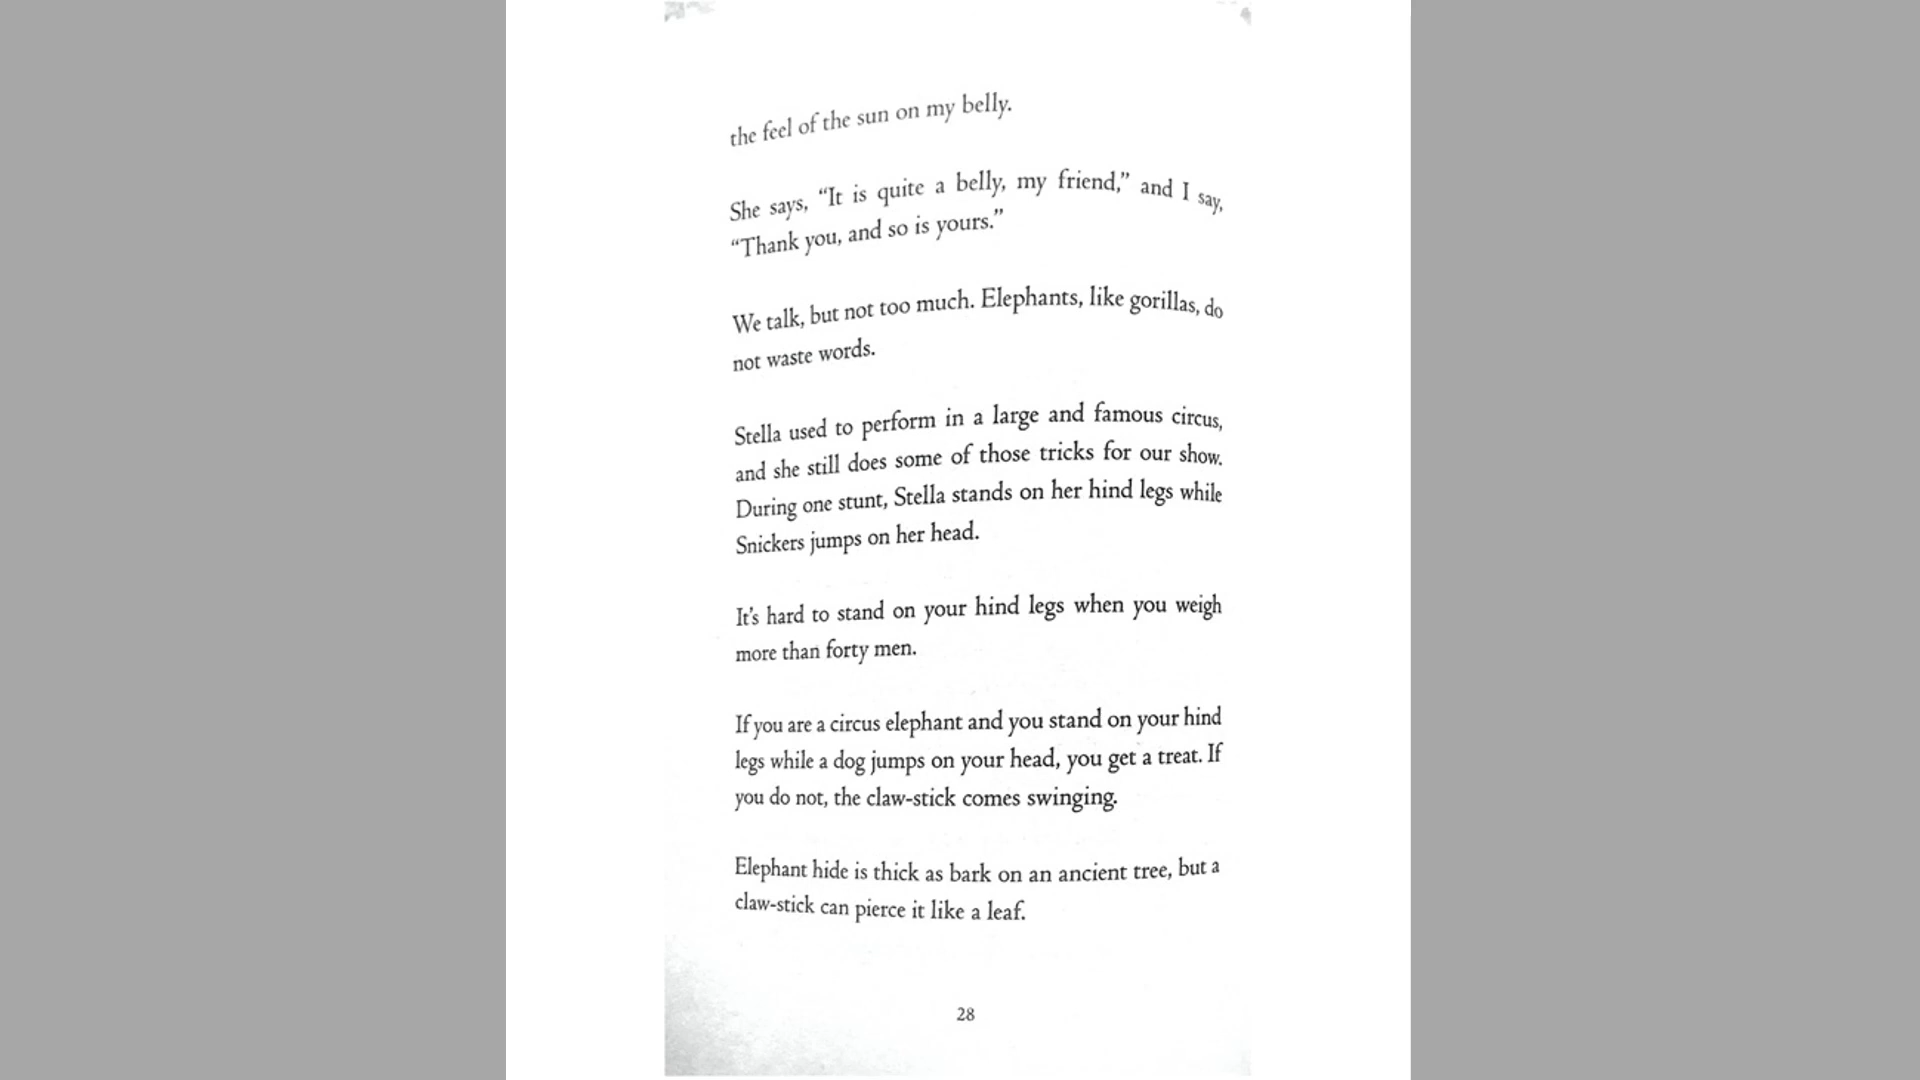 the feel of the sun on my belly.
She says, “It is quite a belly, my friend,” and I say,
“Thank you, and so is yours.”
We talk, but not too much. Elephants, like gorillas, do
not waste words.
Stella used to perform in a large and famous circus,
and she still does some of those tricks for our show.
During one stunt, Stella stands on her hind legs while
Snickers jumps on her head.
It’s hard to stand on your hind legs when you weigh
more than forty men.
If you are a circus elephant and you stand on your hind
legs while a dog jumps on your head, you get a treat. If
you do not, the claw-stick comes swinging.
Elephant hide is thick as bark on an ancient tree, but a
claw-stick can pierce it like a leaf.
28